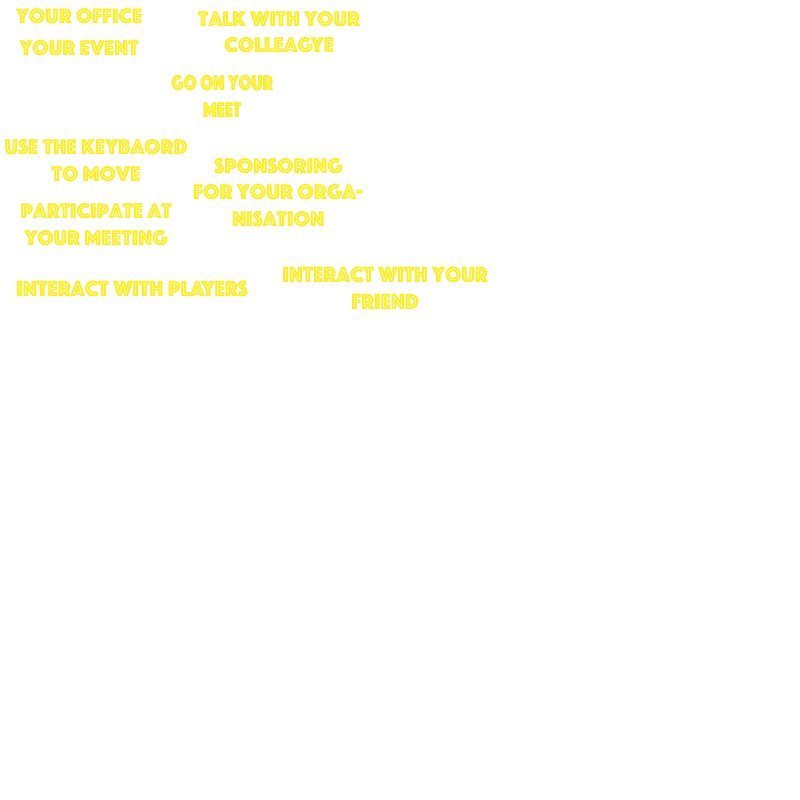 YOUR OFFICE
YOUR EVENT
TALK WITH YOUR
COLLEAGYE
GO ON YOUR
MEET
USE THE KEYBAORD
TO MOVE
SPONSORING
FOR YOUR ORGA-
NISATION
PARTICIPATE AT
YOUR MEETING
INTERACT WITH PLAYERS
INTERACT WITH YOUR
FRIEND